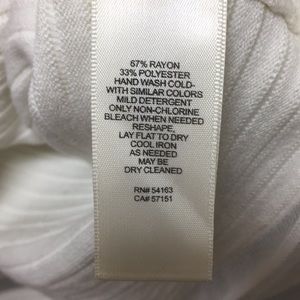 67% RAYON
33% POLYESTER
HAND WASH COLD-
WITH SIMILAR COLORS
MILD DETERGENT
ONLY NON-CHLORINE
BLEACH WHEN NEEDED
RESHAPE,
LAY FLAT TO DRY
COOL IRON
AS NEEDED
MAY BE
DRY CLEANED
RN# 54163
CA# 57151